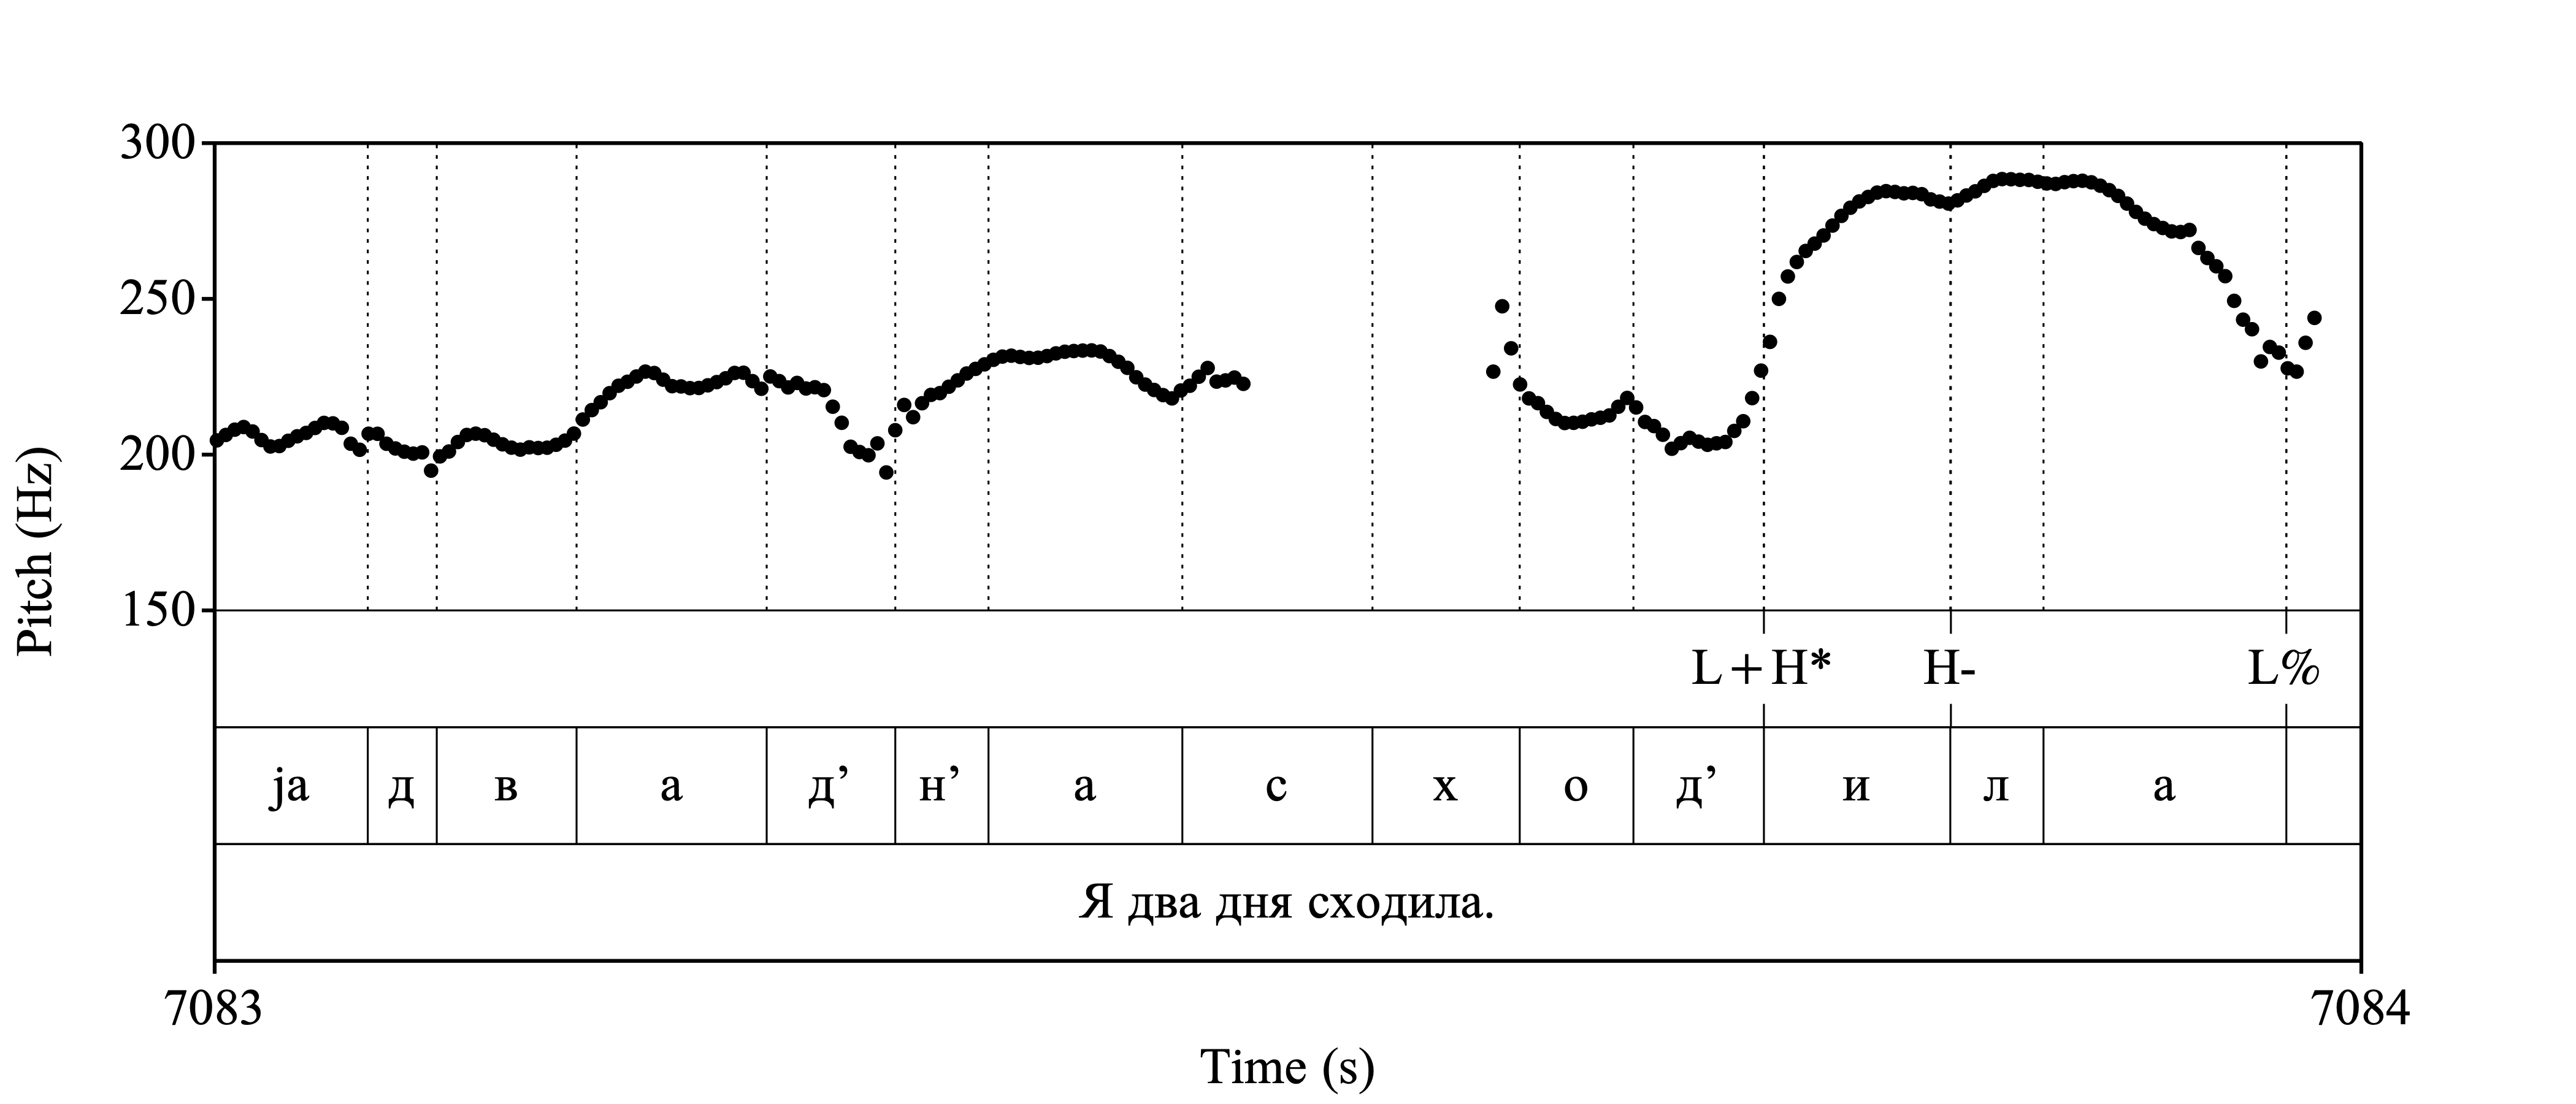 300
250
200
150
Pitch (Hz)
L+H* H- L%
ja д в а д’ н’ а с х о д’ и л а
Я два дня сходила.
7083 7084
Time (s)